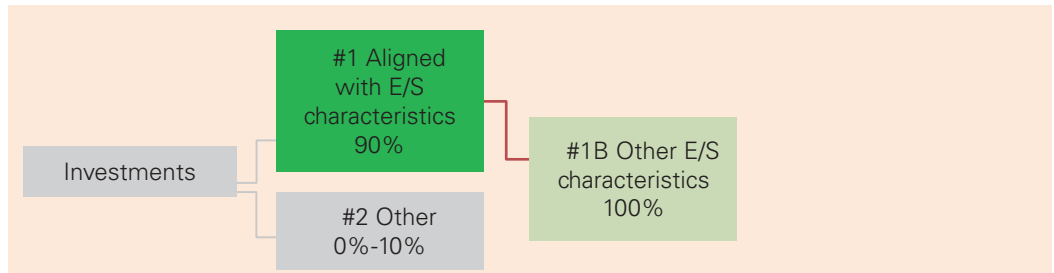 Investments
#1 Aligned
with E/S
characteristics
90%
#2 Other
0%-10%
#1B Other E/S
characteristics
100%